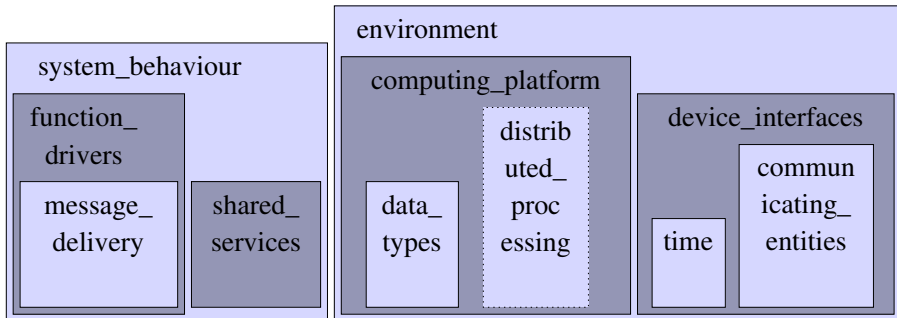 environment
system_behaviour
computing_platform
function_
drivers
distrib
uted_
proc
essing
device_interfaces
message_
delivery
shared_
services
data_
types
commun
icating_
entities
time